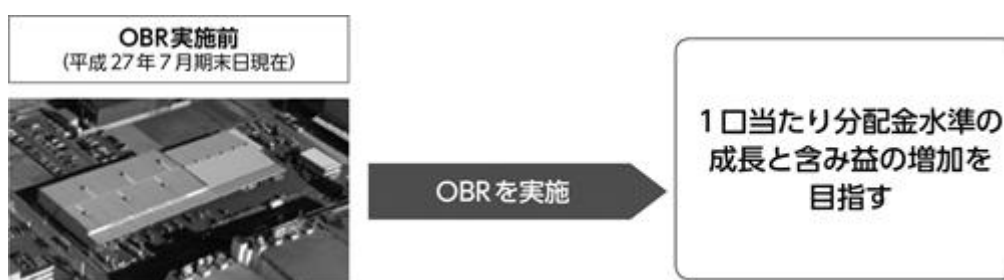 OBR実施前
(平成27年7月期末日現在)
OBRを実施
1口当たり分配金水準の
成長と含み益の増加を
目指す